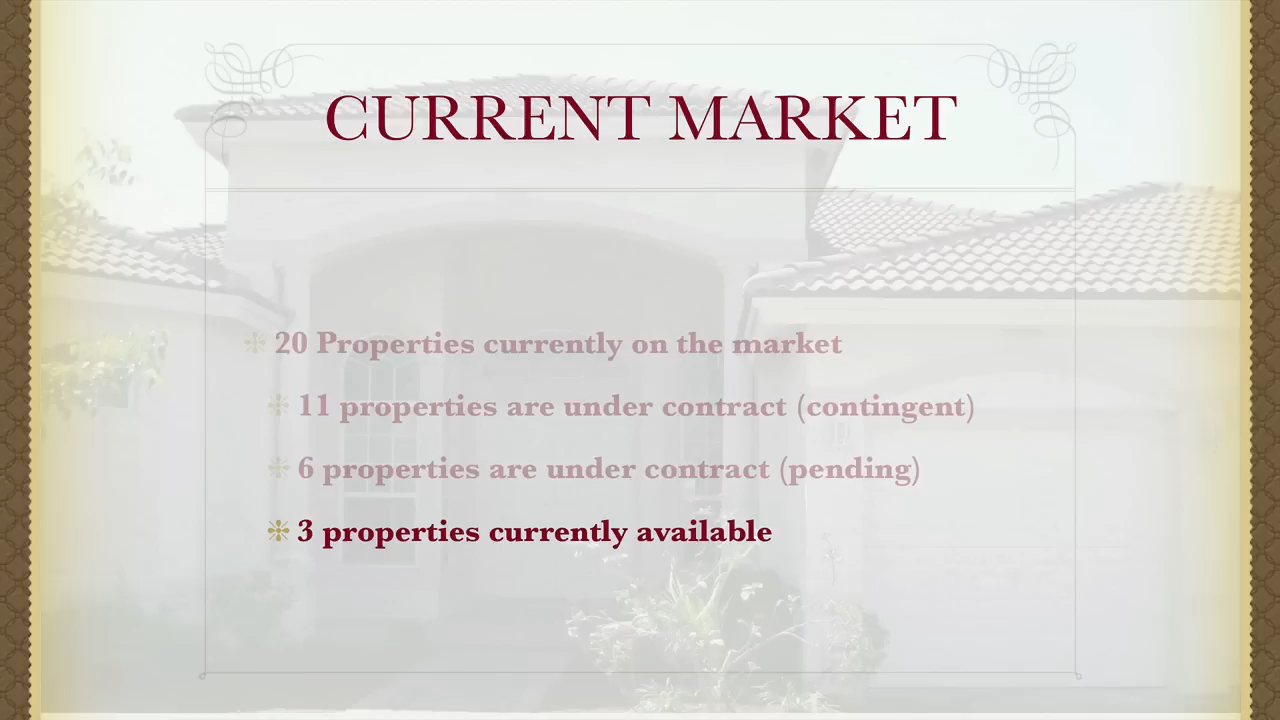 CURRENT MARKET
20 Properties currently on the market
11 properties are under contract (contingent)
6 properties are under contract (pending)
3 properties currently available